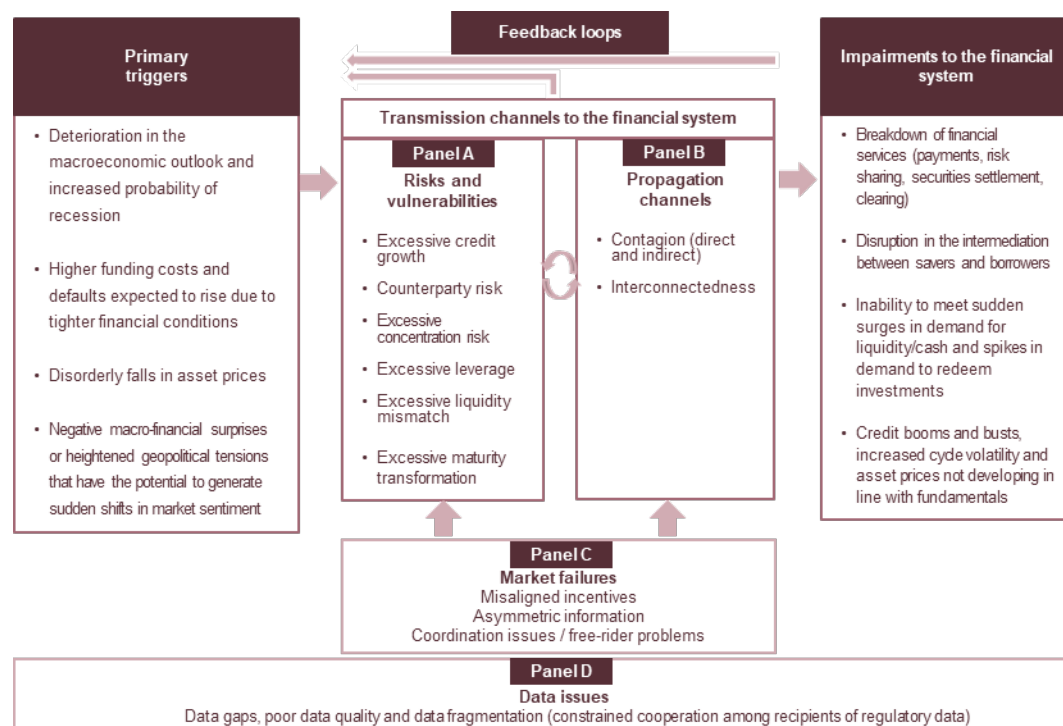 Feedback loops
Primary
triggers
• Deterioration in the
macroeconomic outlook and
increased probability of
recession
• Higher funding costs and
defaults expected to rise due to
tighter financial conditions
• Disorderly falls in asset prices
• Negative macro-financial surprises
or heightened geopolitical tensions
that have the potential to generate
sudden shifts in market sentiment
Transmission channels to the financial system
Panel A
Risks and
vulnerabilities
• Excessive credit
growth
• Counterparty risk
• Excessive
concentration risk
• Excessive leverage
• Excessive liquidity
mismatch
• Excessive maturity
transformation
Panel B
Propagation
channels
• Contagion (direct
and indirect)
• Interconnectedness
Impairments to the financial
system
• Breakdown of financial
services (payments, risk
sharing, securities settlement,
clearing)
• Disruption in the intermediation
between savers and borrowers
• Inability to meet sudden
surges in demand for
liquidity/cash and spikes in
demand to redeem
investments
• Credit booms and busts,
increased cycle volatility and
asset prices not developing in
line with fundamentals
Panel C
Market failures
Misaligned incentives
Asymmetric information
Coordination issues / free-rider problems
Panel D
Data issues
Data gaps, poor data quality and data fragmentation (constrained cooperation among recipients of regulatory data)